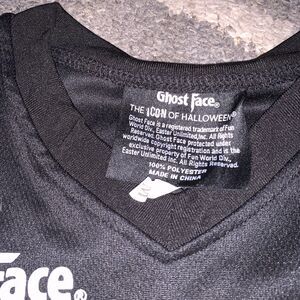 Ghost Face®
THE ICON OF HALLOWEEN®
Ghost Face is a registered trademark of Fun
World Div., Easter Unlimited,Inc. All Rights
Reserved. Ghost Face protected under
worldwide copyright registration and is the
exclusive property of Fun World Div.,
Easter Unlimited Inc. All Rights Reserved.
100% POLYESTER
MADE IN CHINA
face®